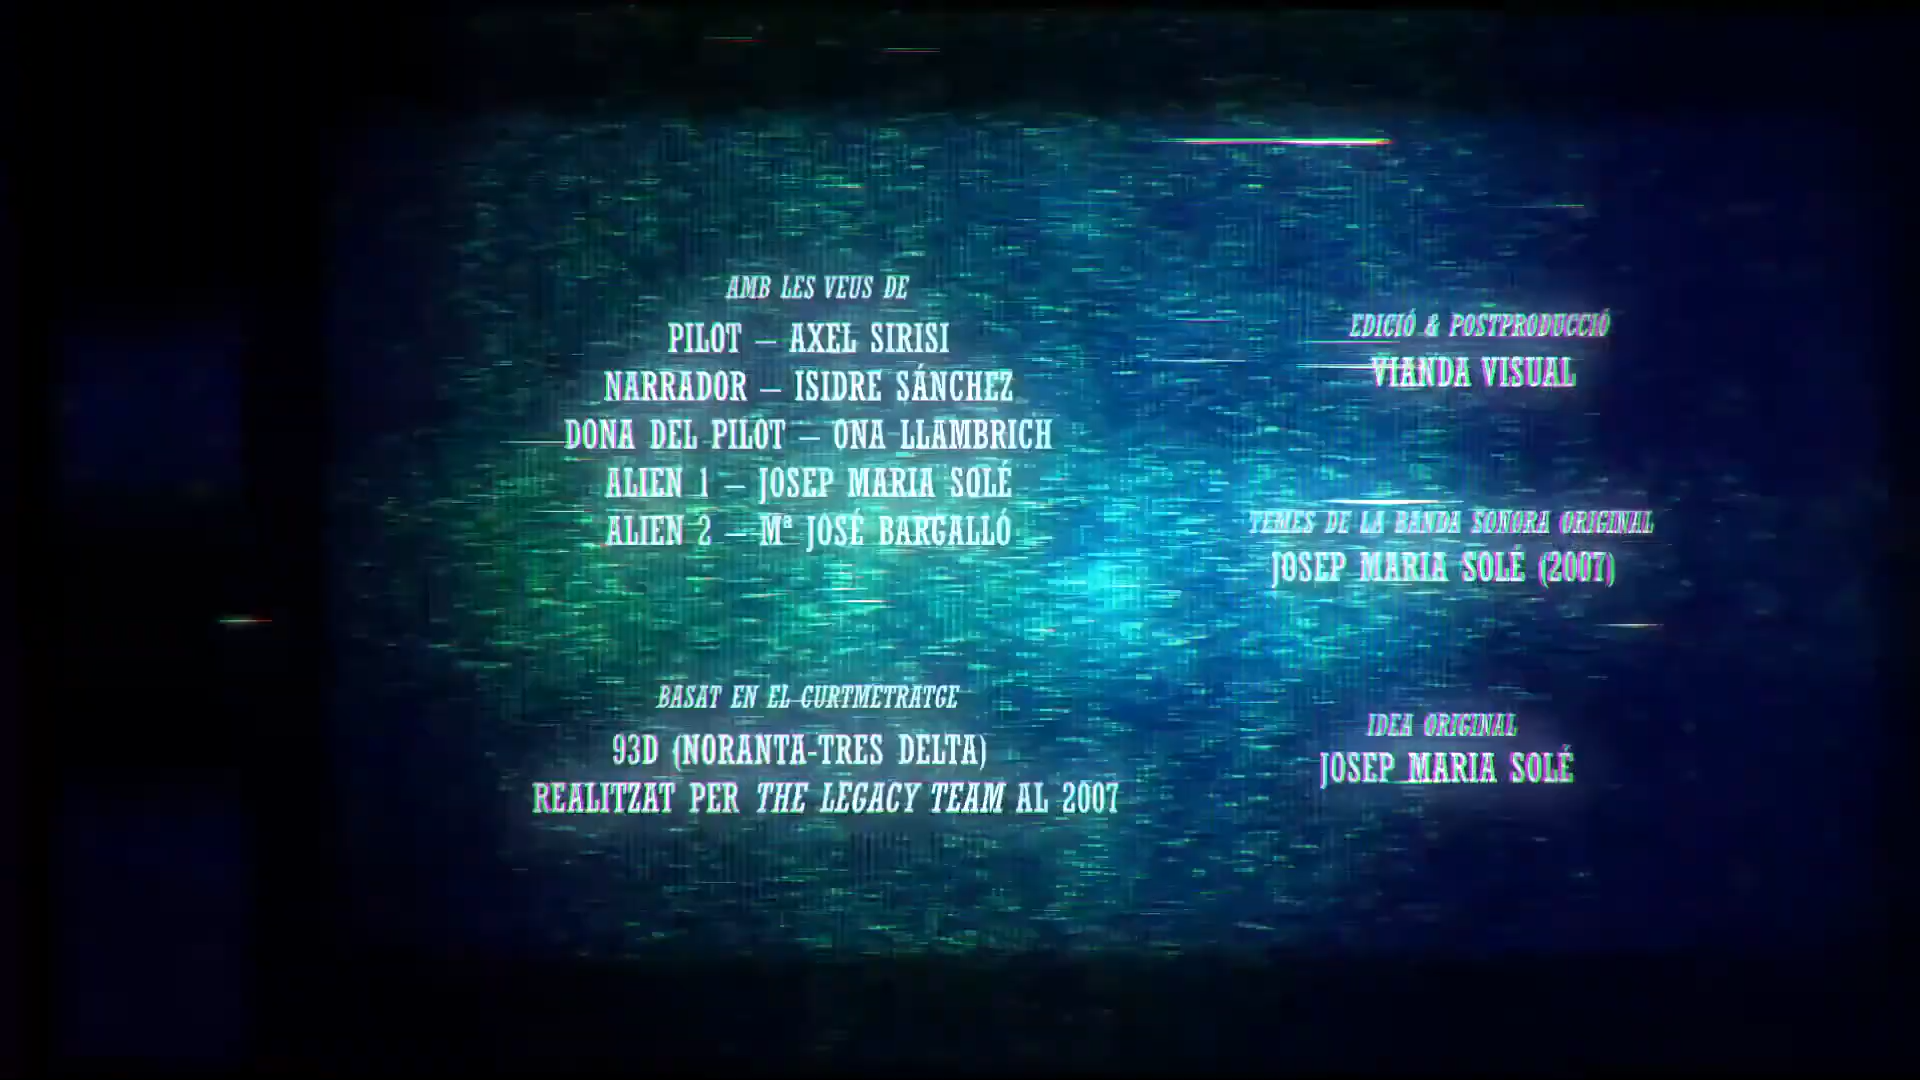 AMB LES VEUS DE
PILOT – AXEL SIRISI
NARRADOR – ISIDRE SÁNCHEZ
DONA DEL PILOT – ONA LLAMBRICH
ALIEN 1 – JOSEP MARIA SOLÉ
ALIEN 2 – Mª JOSÉ BARGALLÓ
BASAT EN EL CURTMETRATGE
93D (NORANTA-TRES DELTA)
REALITZAT PER THE LEGACY TEAM AL 2007
EDICIÓ & POSTPRODUCCIÓ
VIANDA VISUAL
TEMES DE LA BANDA SONORA ORIGINAL
JOSEP MARIA SOLÉ (2007)
IDEA ORIGINAL
JOSEP MARIA SOLÉ